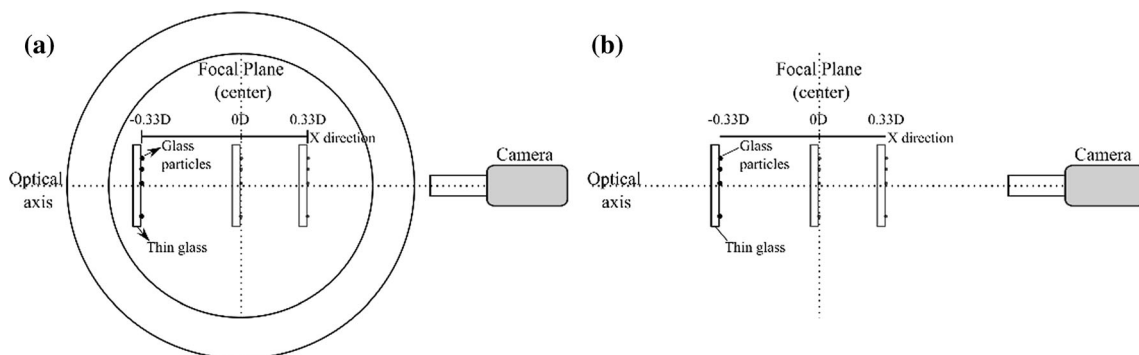 (a)
Focal Plane
(center)
-0.33D
0D
0.33D
X direction
Glass
particles
Camera
Optical
axis
Thin glass
(b)
Focal Plane
(center)
-0.33D
0D
0.33D
X direction
Glass
particles
Camera
Optical
axis
Thin glass